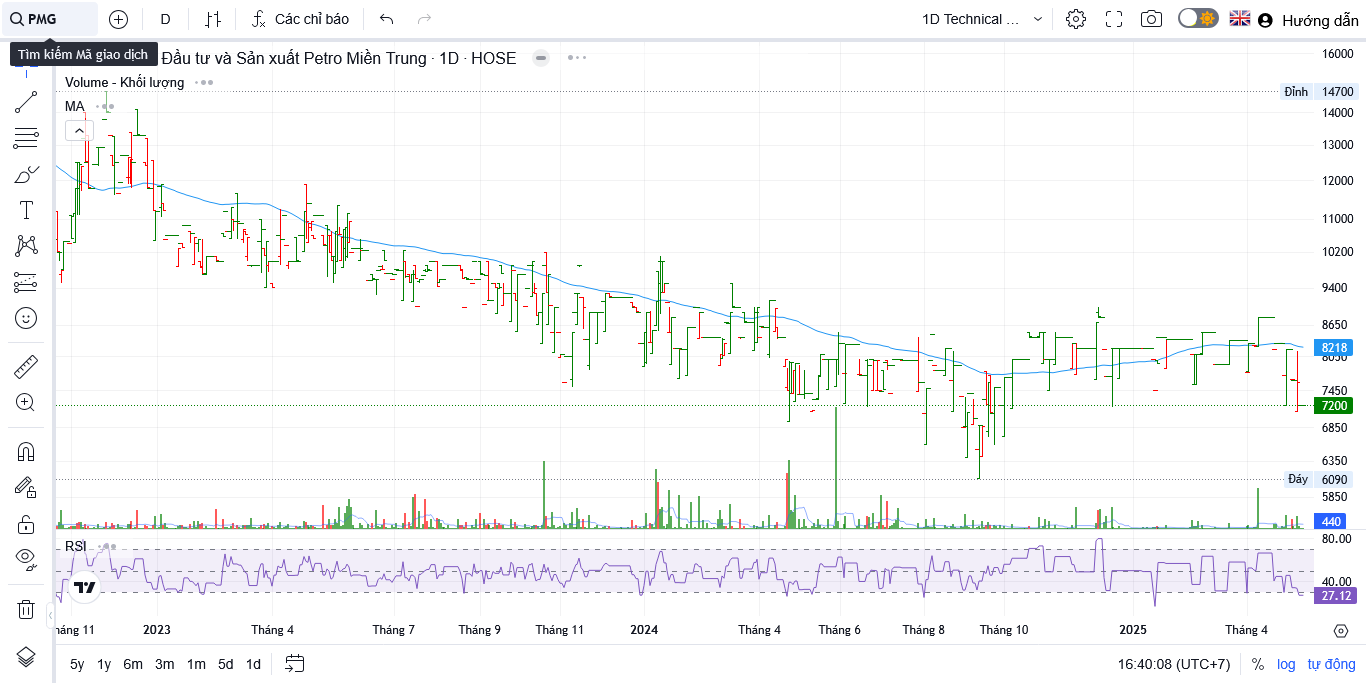 PMG
D
Các chỉ báo
1D Technical ...
Hướng dẫn
Tìm kiếm Mã giao dịch
Đầu tư và Sản xuất Petro Miền Trung · 1D · HOSE
Volume - Khối lượng
MA
16000
Đỉnh 14700
14000
13000
12000
11000
10200
9400
8650
8218
8050
7450
7200
6850
6350
Đáy 6090
5850
440
RSI
80.00
40.00
27.12
háng 11 2023 Tháng 4 Tháng 7 Tháng 9 Tháng 11 2024 Tháng 4 Tháng 6 Tháng 8 Tháng 10 2025 Tháng 4
5y 1y 6m 3m 1m 5d 1d
16:40:08 (UTC+7) % log tự động